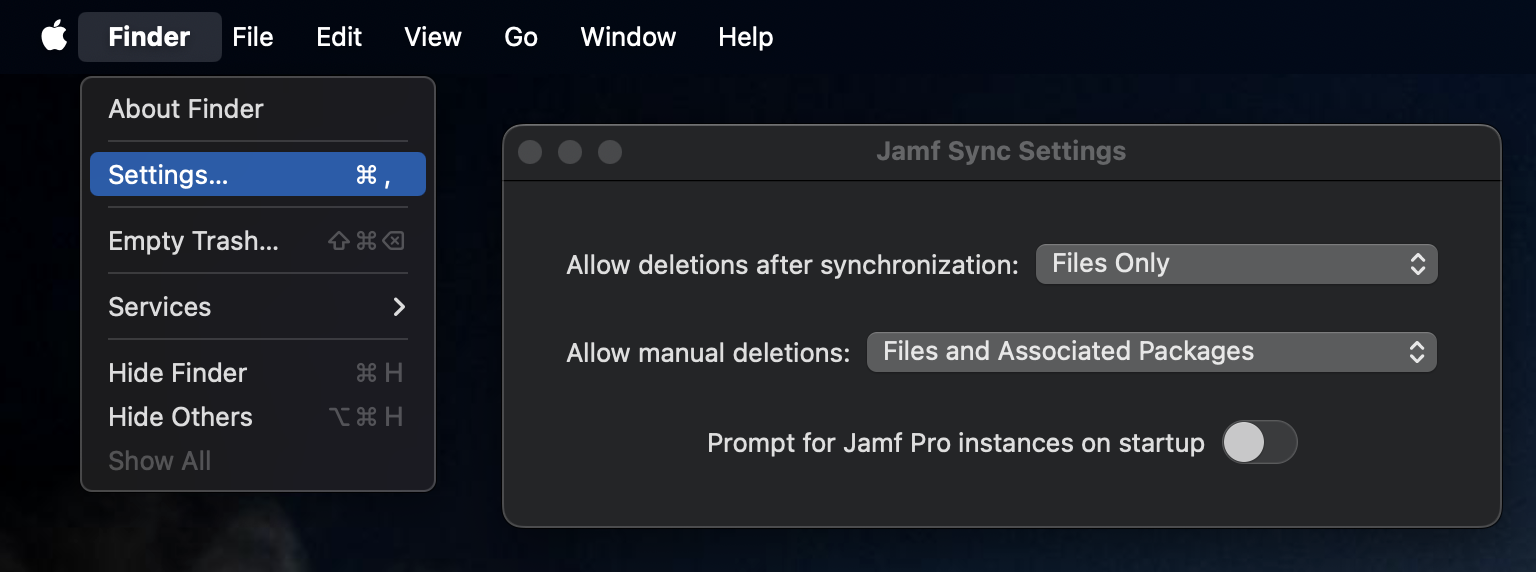 Finder File Edit View Go Window Help
About Finder
Settings... ⌘ ,
Empty Trash... ⇧ ⌘ ⌫
Services
Hide Finder ⌘ H
Hide Others ⌥ ⌘ H
Show All
Jamf Sync Settings
Allow deletions after synchronization: Files Only
Allow manual deletions: Files and Associated Packages
Prompt for Jamf Pro instances on startup